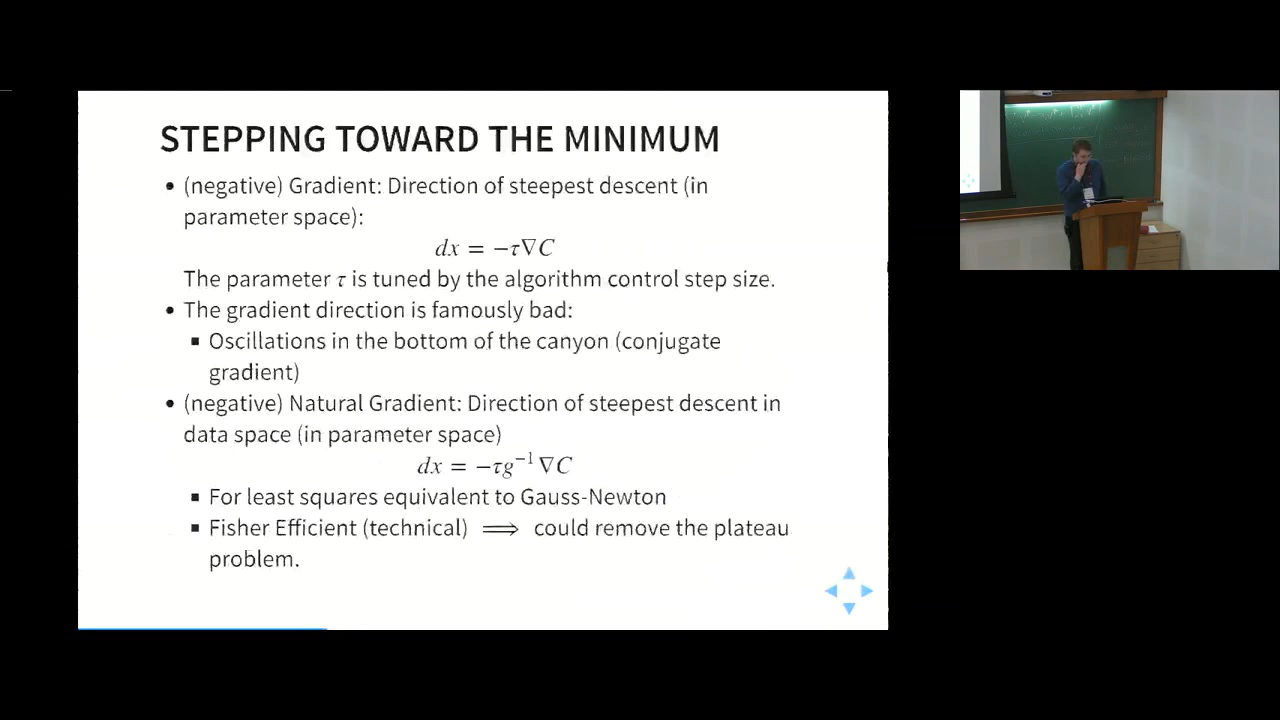 STEPPING TOWARD THE MINIMUM
• (negative) Gradient: Direction of steepest descent (in
parameter space):
dx = −τ∇C
The parameter τ is tuned by the algorithm control step size.
• The gradient direction is famously bad:
▪ Oscillations in the bottom of the canyon (conjugate
gradient)
• (negative) Natural Gradient: Direction of steepest descent in
data space (in parameter space)
dx = −τg⁻¹∇C
▪ For least squares equivalent to Gauss-Newton
▪ Fisher Efficient (technical) ⟹ could remove the plateau
problem.